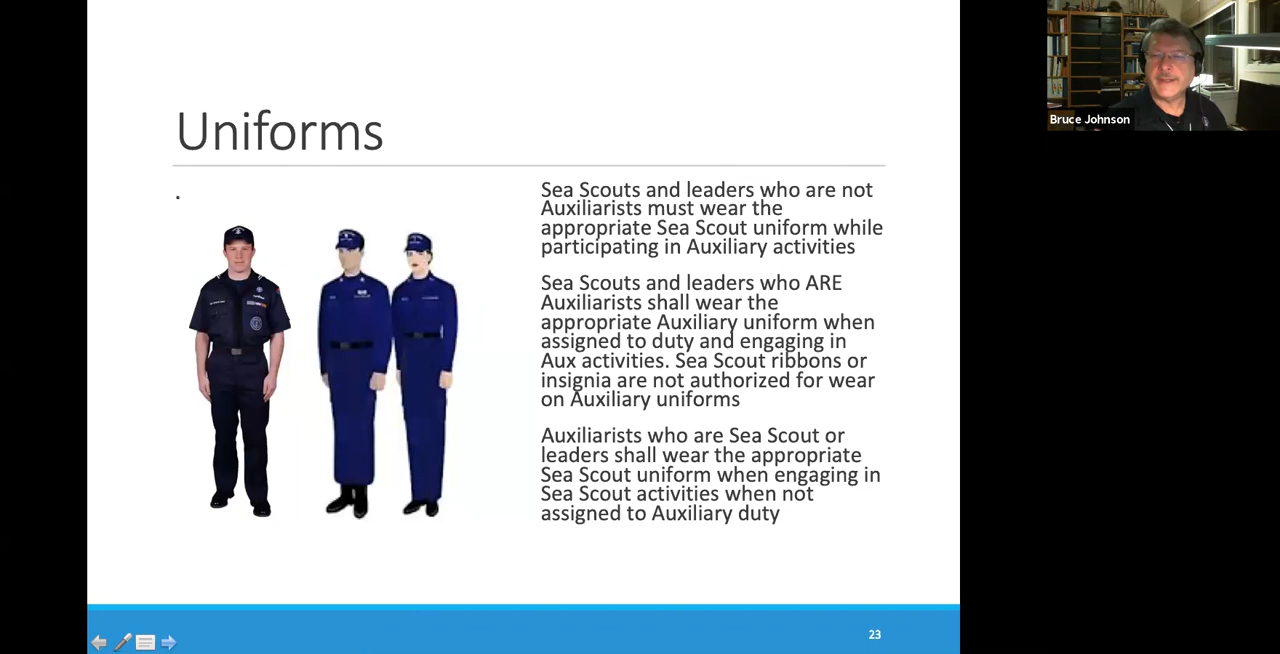 Uniforms
.
Sea Scouts and leaders who are not
Auxiliarists must wear the
appropriate Sea Scout uniform while
participating in Auxiliary activities
Sea Scouts and leaders who ARE
Auxiliarists shall wear the
appropriate Auxiliary uniform when
assigned to duty and engaging in
Aux activities. Sea Scout ribbons or
insignia are not authorized for wear
on Auxiliary uniforms
Auxiliarists who are Sea Scout or
leaders shall wear the appropriate
Sea Scout uniform when engaging in
Sea Scout activities when not
assigned to Auxiliary duty
23
Bruce Johnson